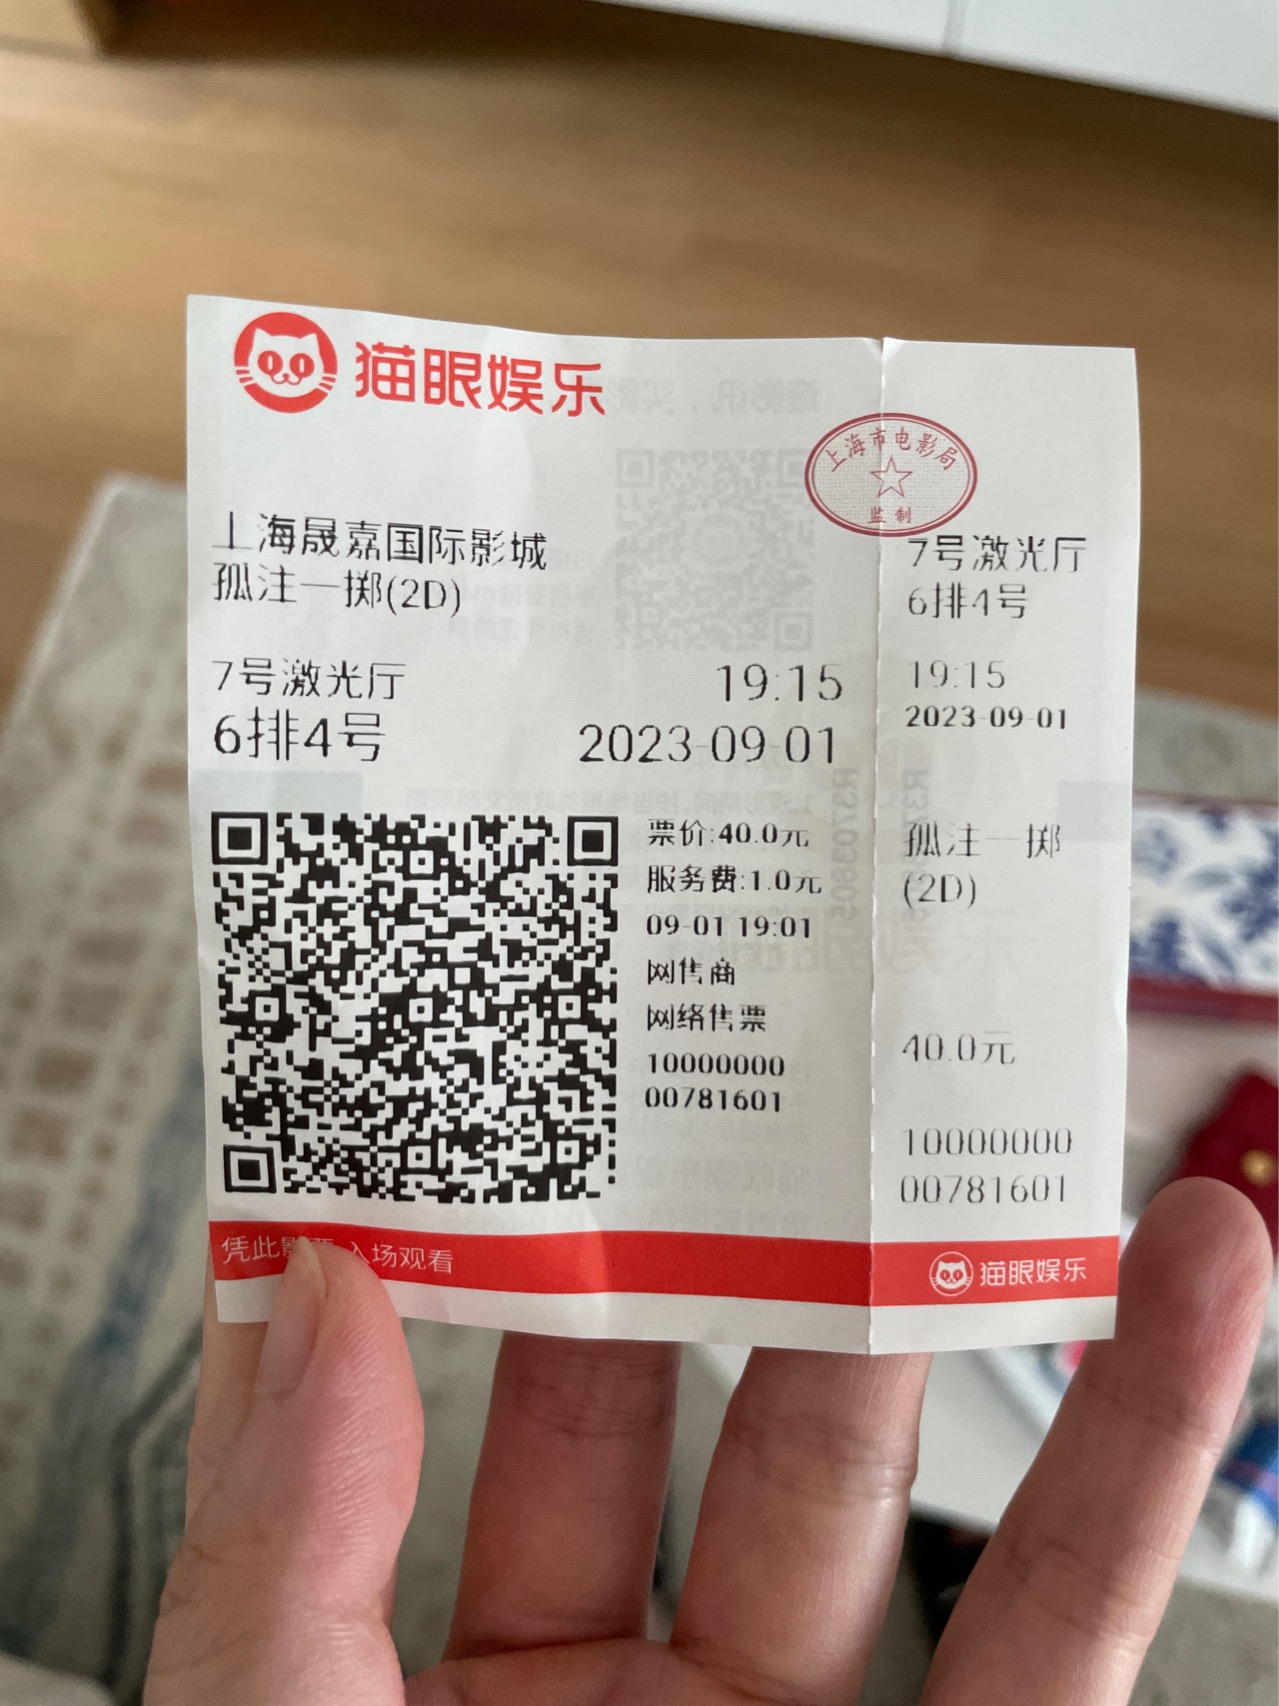 猫眼娱乐
上海市电影局
监制
上海晟嘉国际影城
孤注一掷(2D)
7号激光厅
19:15
6排4号
2023-09-01
票价:40.0元
服务费:1.0元
09-01 19:01
网售商
网络售票
10000000
00781601
凭此影票 入场观看
7号激光厅
6排4号
19:15
2023-09-01
孤注一掷
(2D)
40.0元
10000000
00781601
猫眼娱乐